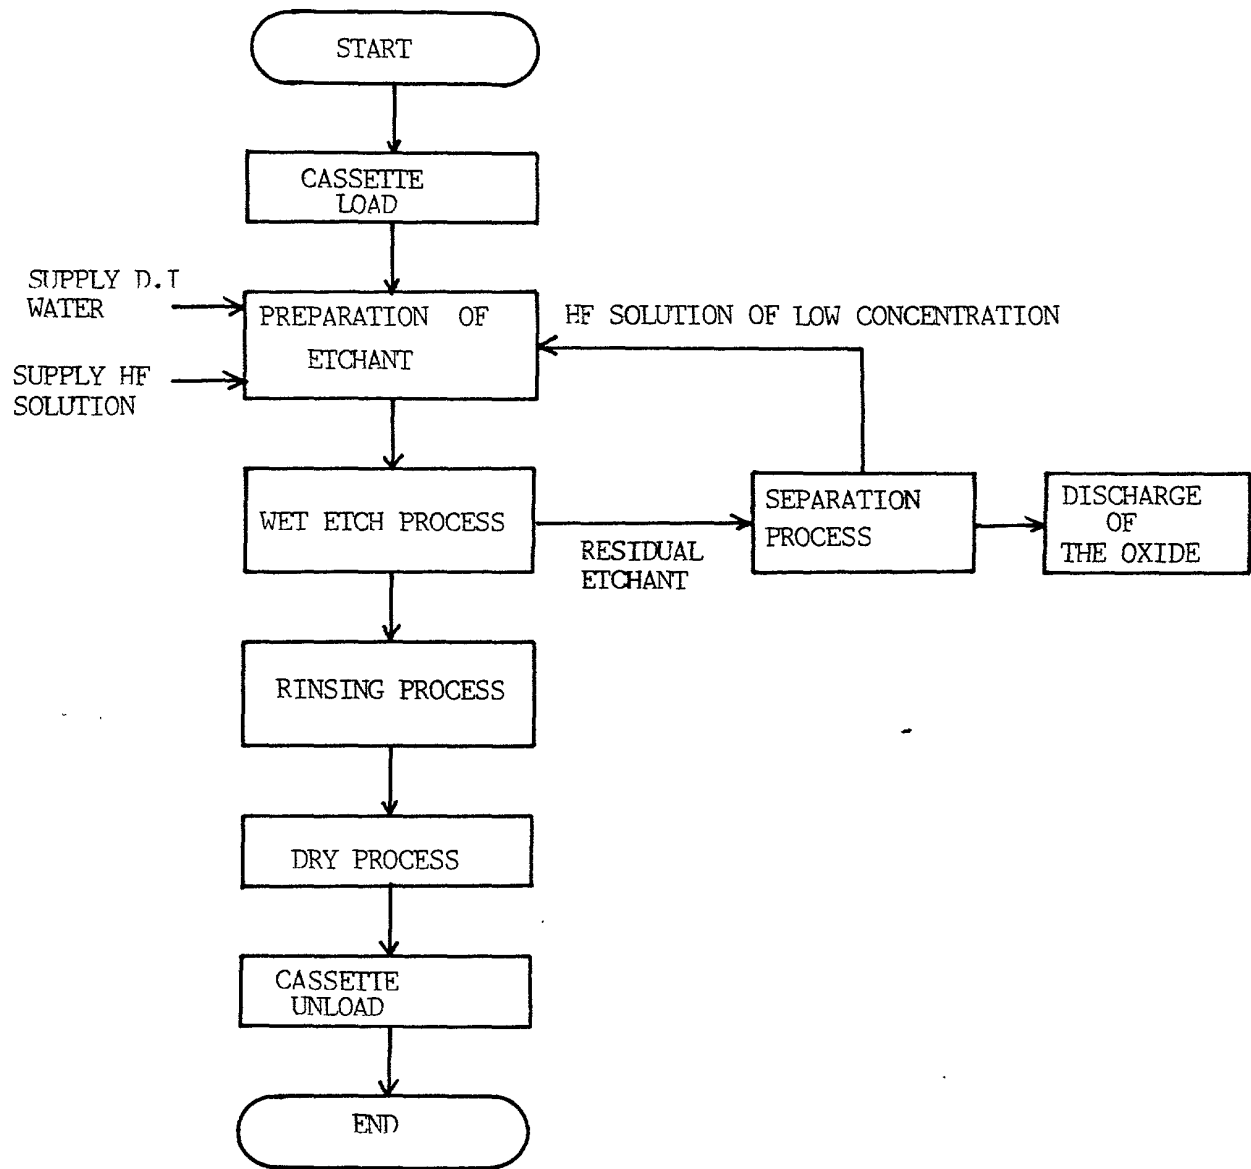 START
CASSETTE
LOAD
SUPPLY D.I
WATER
SUPPLY HF
SOLUTION
PREPARATION OF
ETCHANT
HF SOLUTION OF LOW CONCENTRATION
WET ETCH PROCESS
RESIDUAL
ETCHANT
SEPARATION
PROCESS
DISCHARGE
OF
THE OXIDE
RINSING PROCESS
DRY PROCESS
CASSETTE
UNLOAD
END